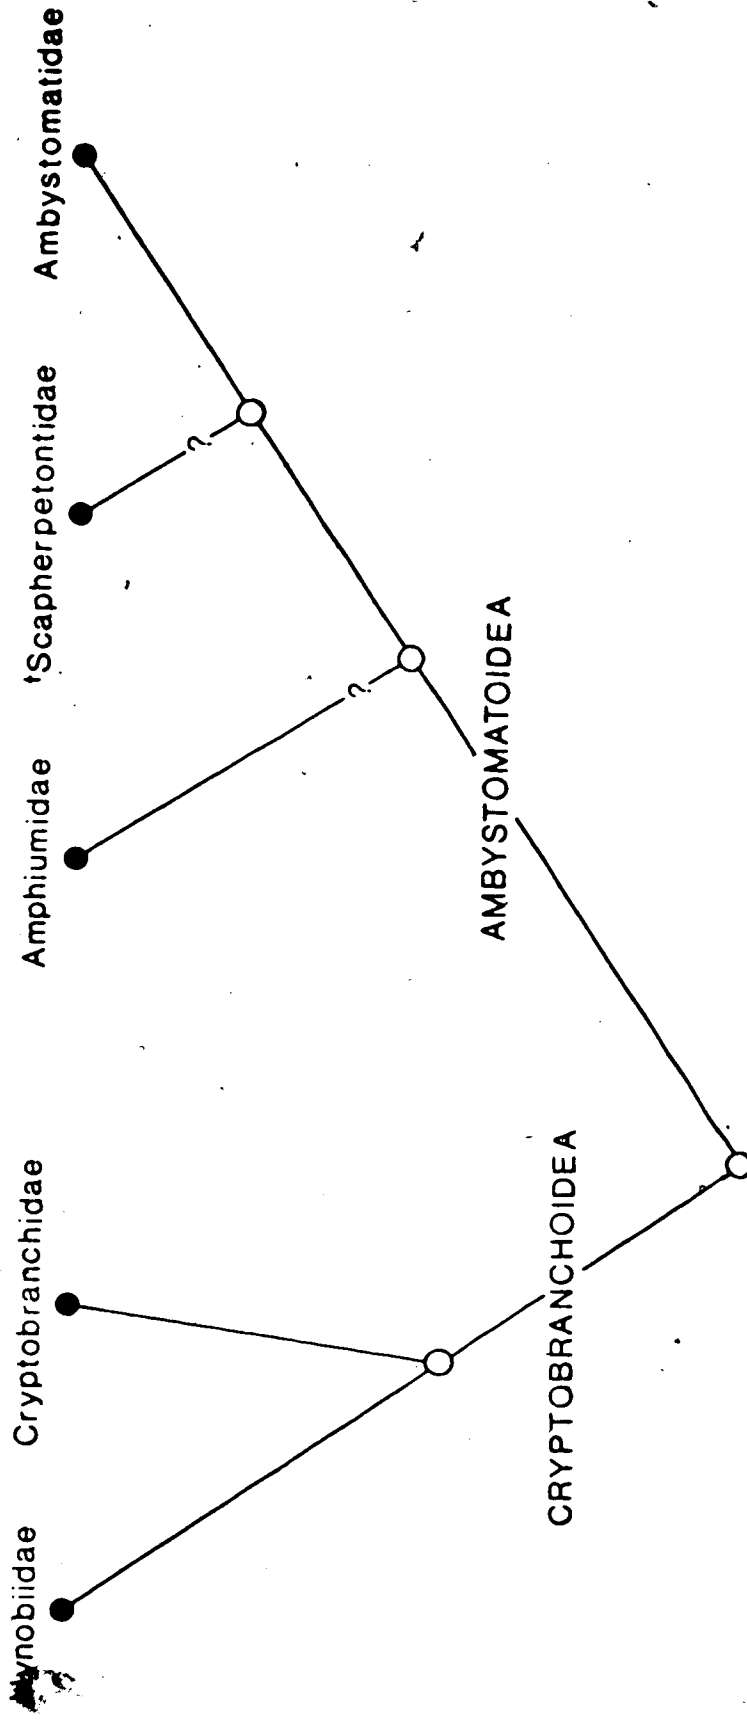 ynobiidae
Cryptobranchidae
Amphiumidae
†Scapherpetontidae
Ambystomatidae
?
?
CRYPTOBRANCHOIDEA
AMBYSTOMATOIDEA